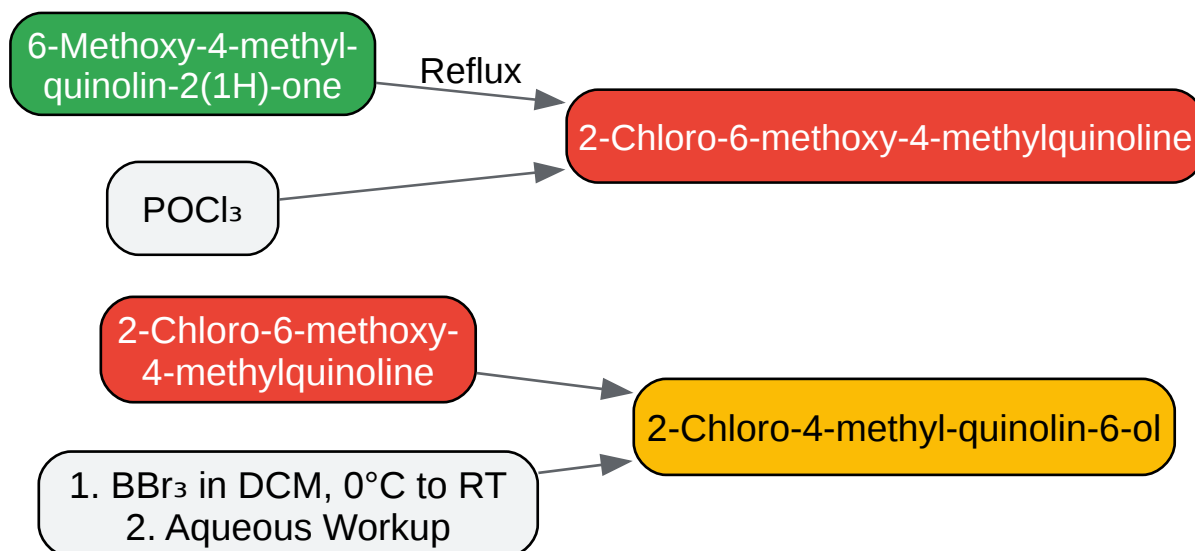 6-Methoxy-4-methyl-
quinolin-2(1H)-one
Reflux
2-Chloro-6-methoxy-4-methylquinoline
POCl₃
2-Chloro-6-methoxy-
4-methylquinoline
2-Chloro-4-methyl-quinolin-6-ol
1. BBr₃ in DCM, 0°C to RT
2. Aqueous Workup